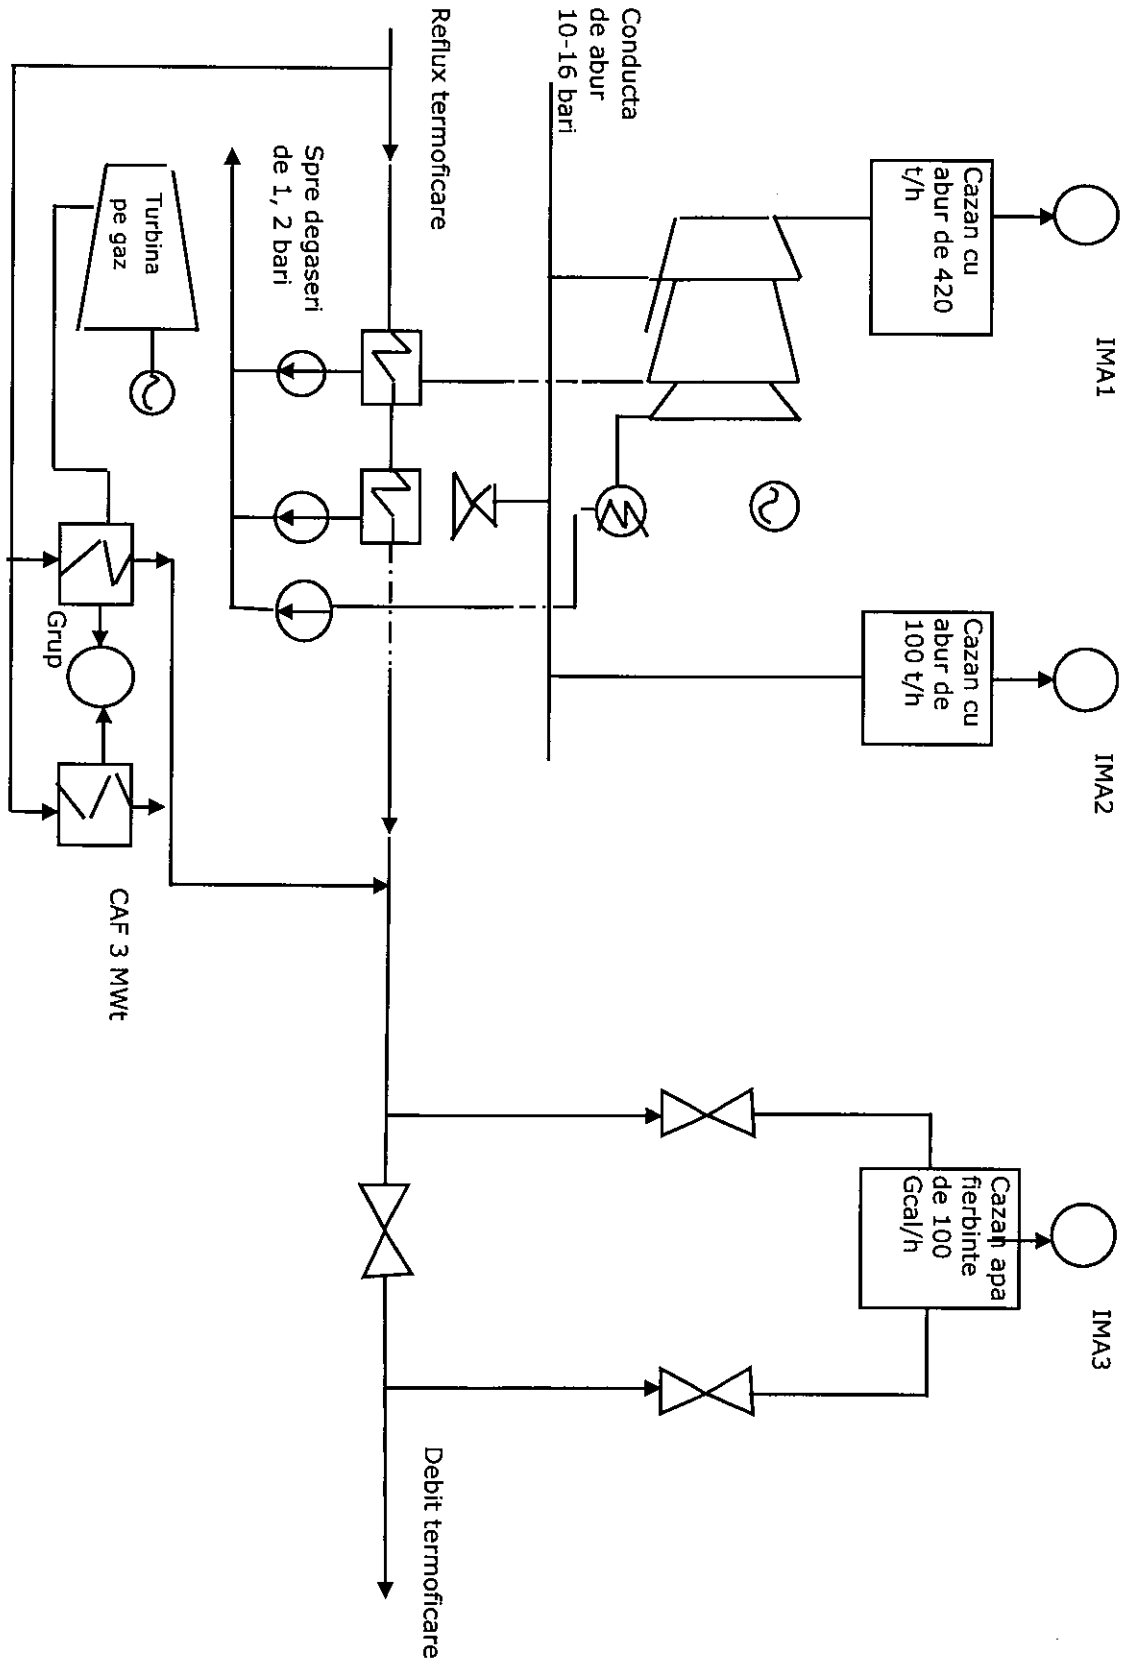 IMA1
Cazan cu
abur de 420
t/h
IMA2
Cazan cu
abur de
100 t/h
IMA3
Cazan apa
fierbinte
de 100
Gcal/h
Conducta
de abur
10-16 bari
Reflux termoficare
Debit termoficare
Spre degaseri
de 1, 2 bari
Turbina
pe gaz
Grup
CAF 3 MWt